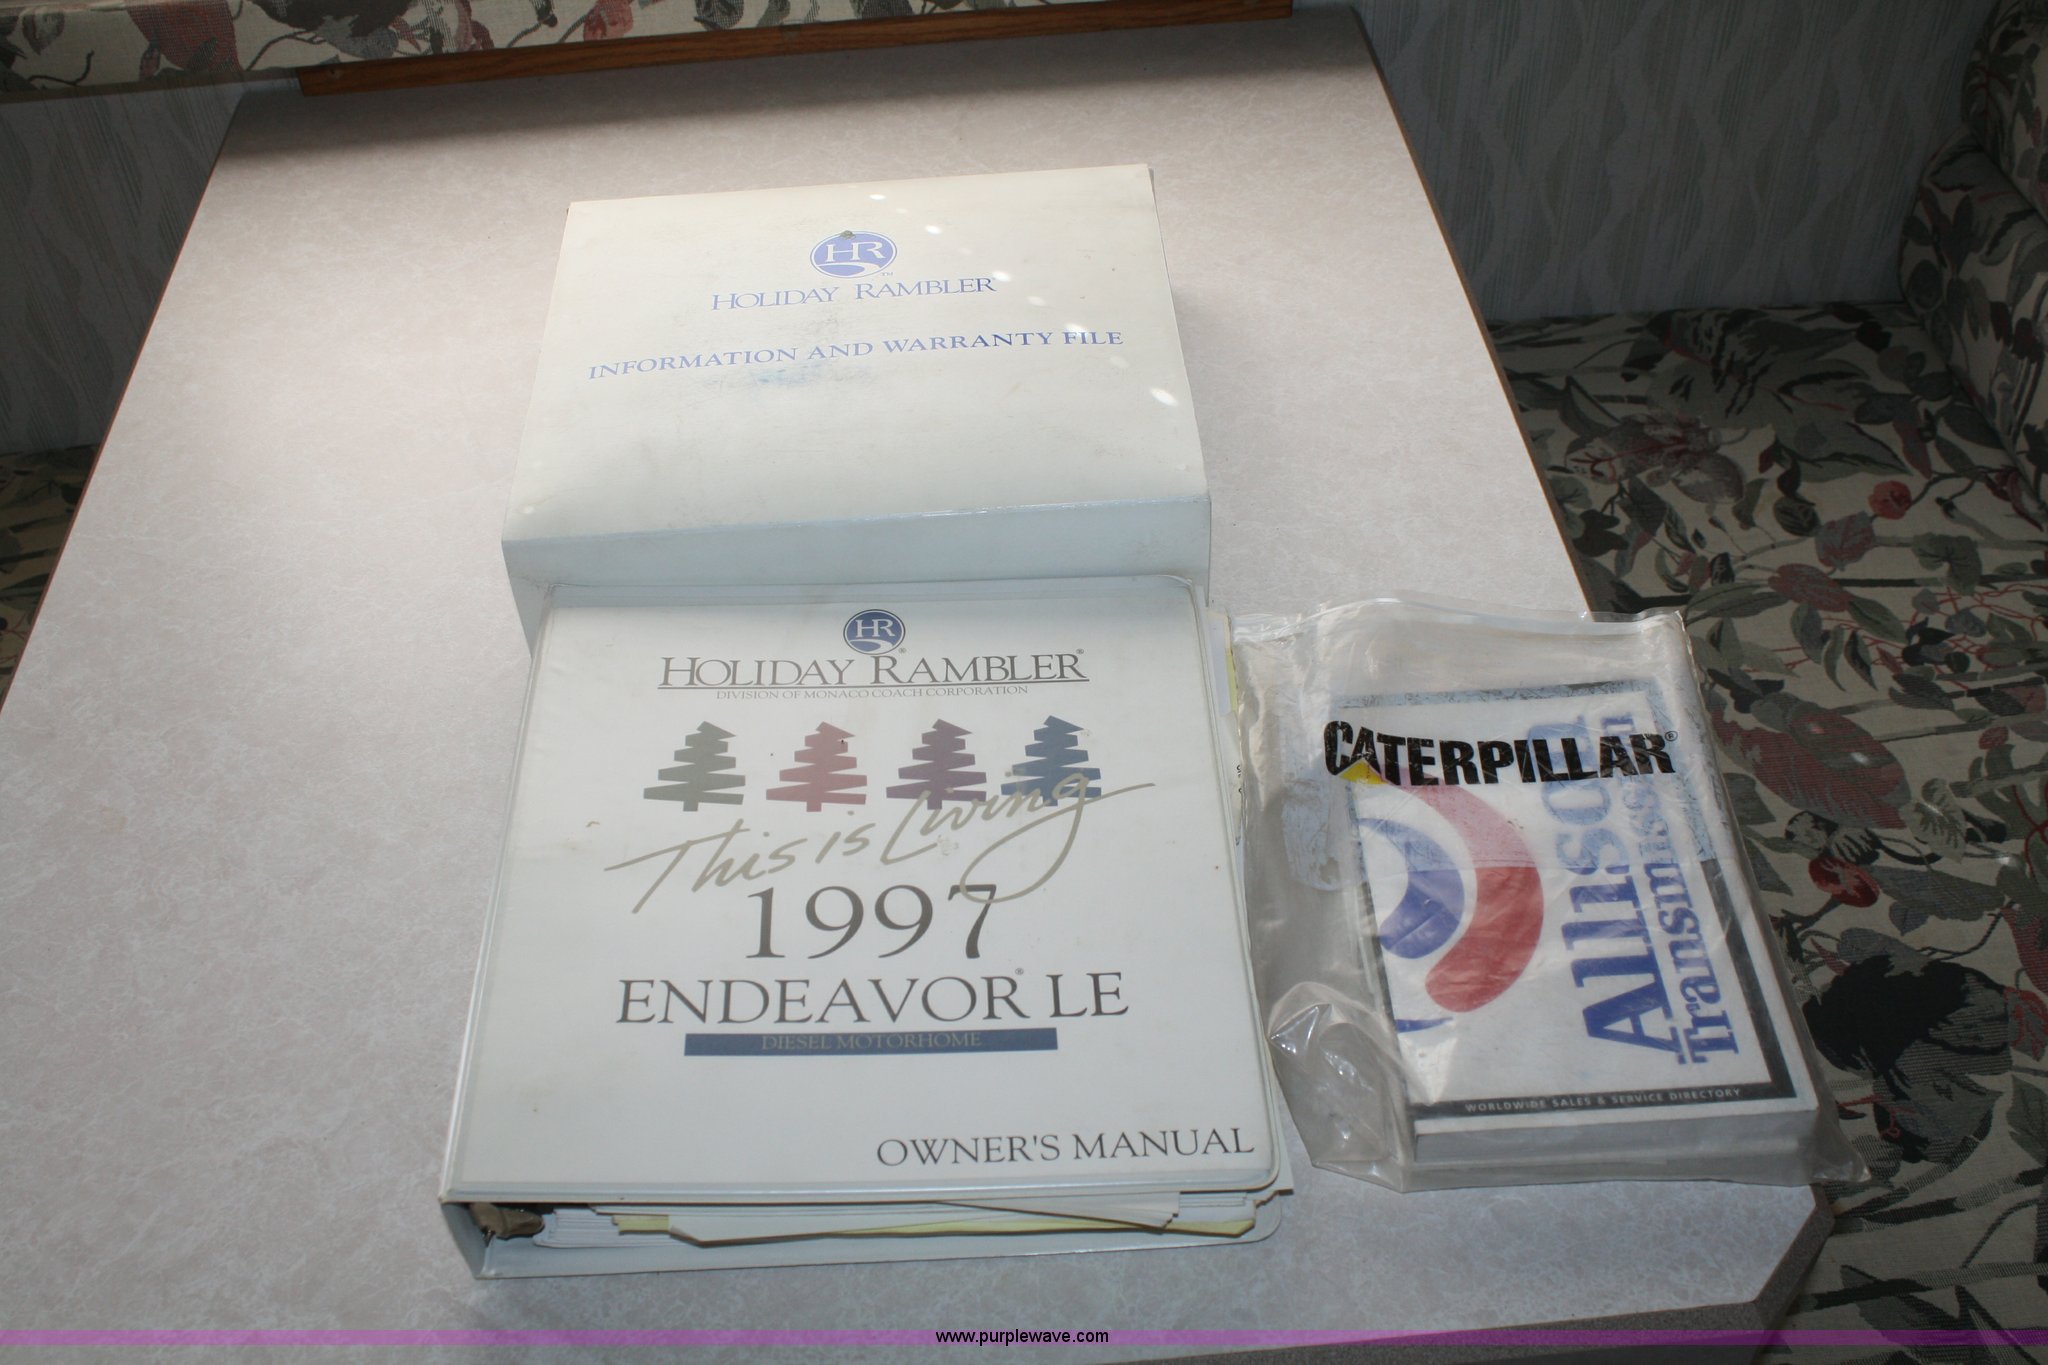 HR
TM
HOLIDAY RAMBLER
INFORMATION AND WARRANTY FILE
HR®
HOLIDAY RAMBLER®
DIVISION OF MONACO COACH CORPORATION
This is Living
1997
ENDEAVOR® LE
DIESEL MOTORHOME
OWNER'S MANUAL
CATERPILLAR®
Allison
Transmission
WORLDWIDE SALES & SERVICE DIRECTORY
www.purplewave.com